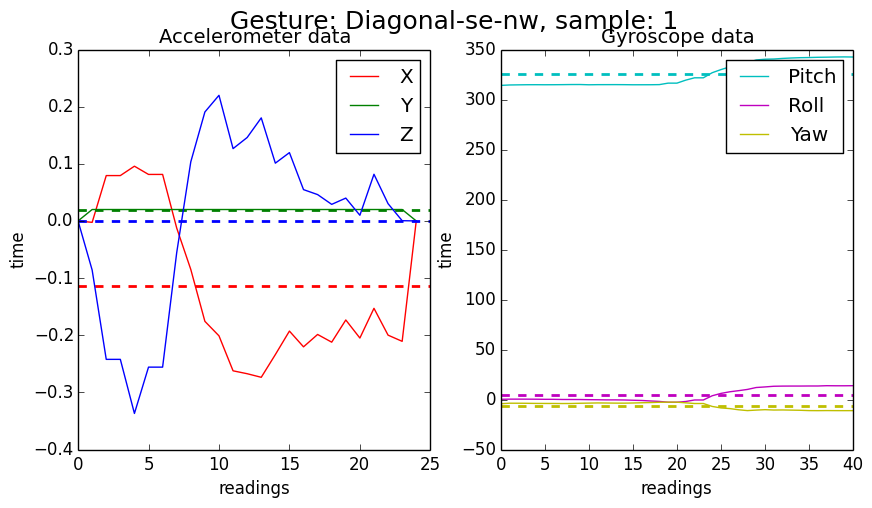 Gesture: Diagonal-se-nw, sample: 1
Accelerometer data
0.3
0.2
0.1
0.0
−0.1
−0.2
−0.3
−0.4
time
0
5
10
15
20
25
readings
X
Y
Z
Gyroscope data
350
300
250
200
150
100
50
0
−50
time
0
5
10
15
20
25
30
35
40
readings
Pitch
Roll
Yaw